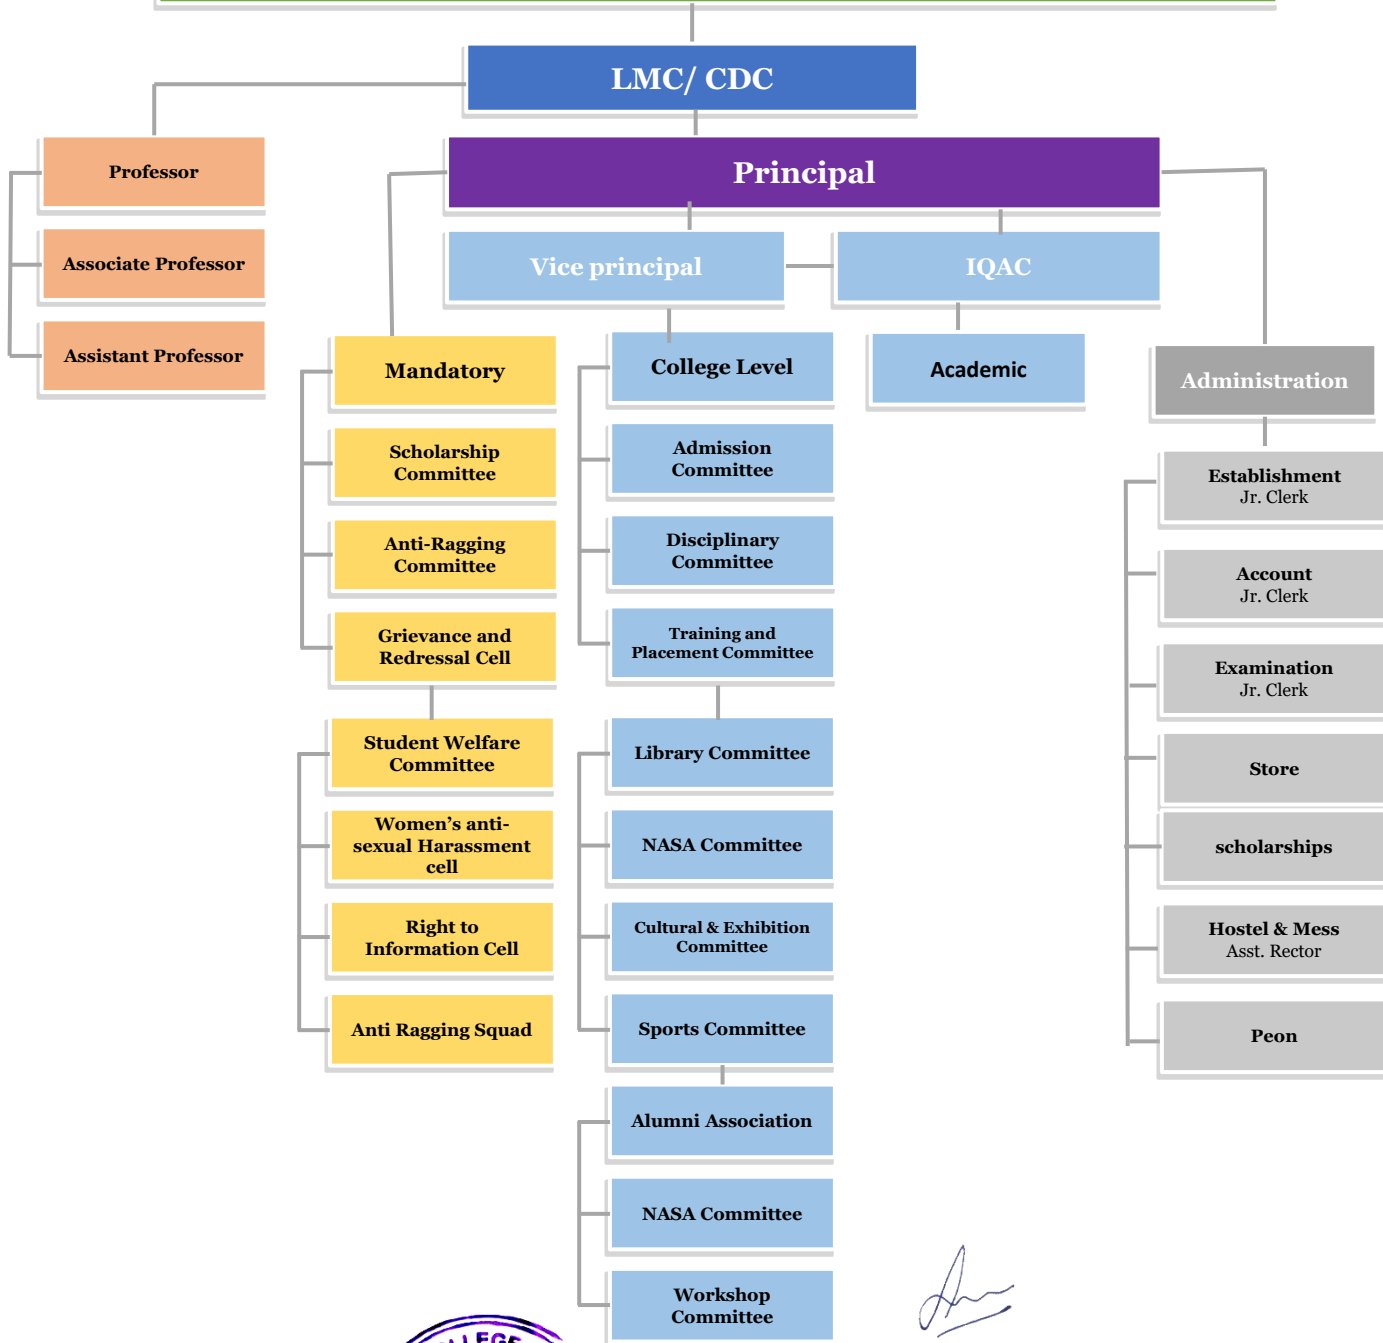 LMC/ CDC
Professor
Associate Professor
Assistant Professor
Principal
Vice principal
IQAC
Mandatory
Scholarship
Committee
Anti-Ragging
Committee
Grievance and
Redressal Cell
Student Welfare
Committee
Women’s anti-
sexual Harassment
cell
Right to
Information Cell
Anti Ragging Squad
College Level
Admission
Committee
Disciplinary
Committee
Training and
Placement Committee
Library Committee
NASA Committee
Cultural & Exhibition
Committee
Sports Committee
Alumni Association
NASA Committee
Workshop
Committee
Academic
Administration
Establishment
Jr. Clerk
Account
Jr. Clerk
Examination
Jr. Clerk
Store
scholarships
Hostel & Mess
Asst. Rector
Peon